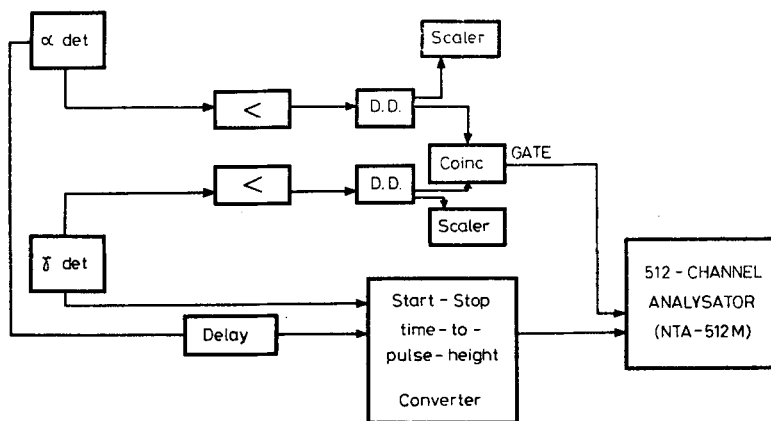 α det
Scaler
<
D.D.
Coinc
GATE
<
D.D.
Scaler
γ det
Delay
Start-Stop
time-to-
pulse-height
Converter
512-CHANNEL
ANALYSATOR
(NTA-512M)